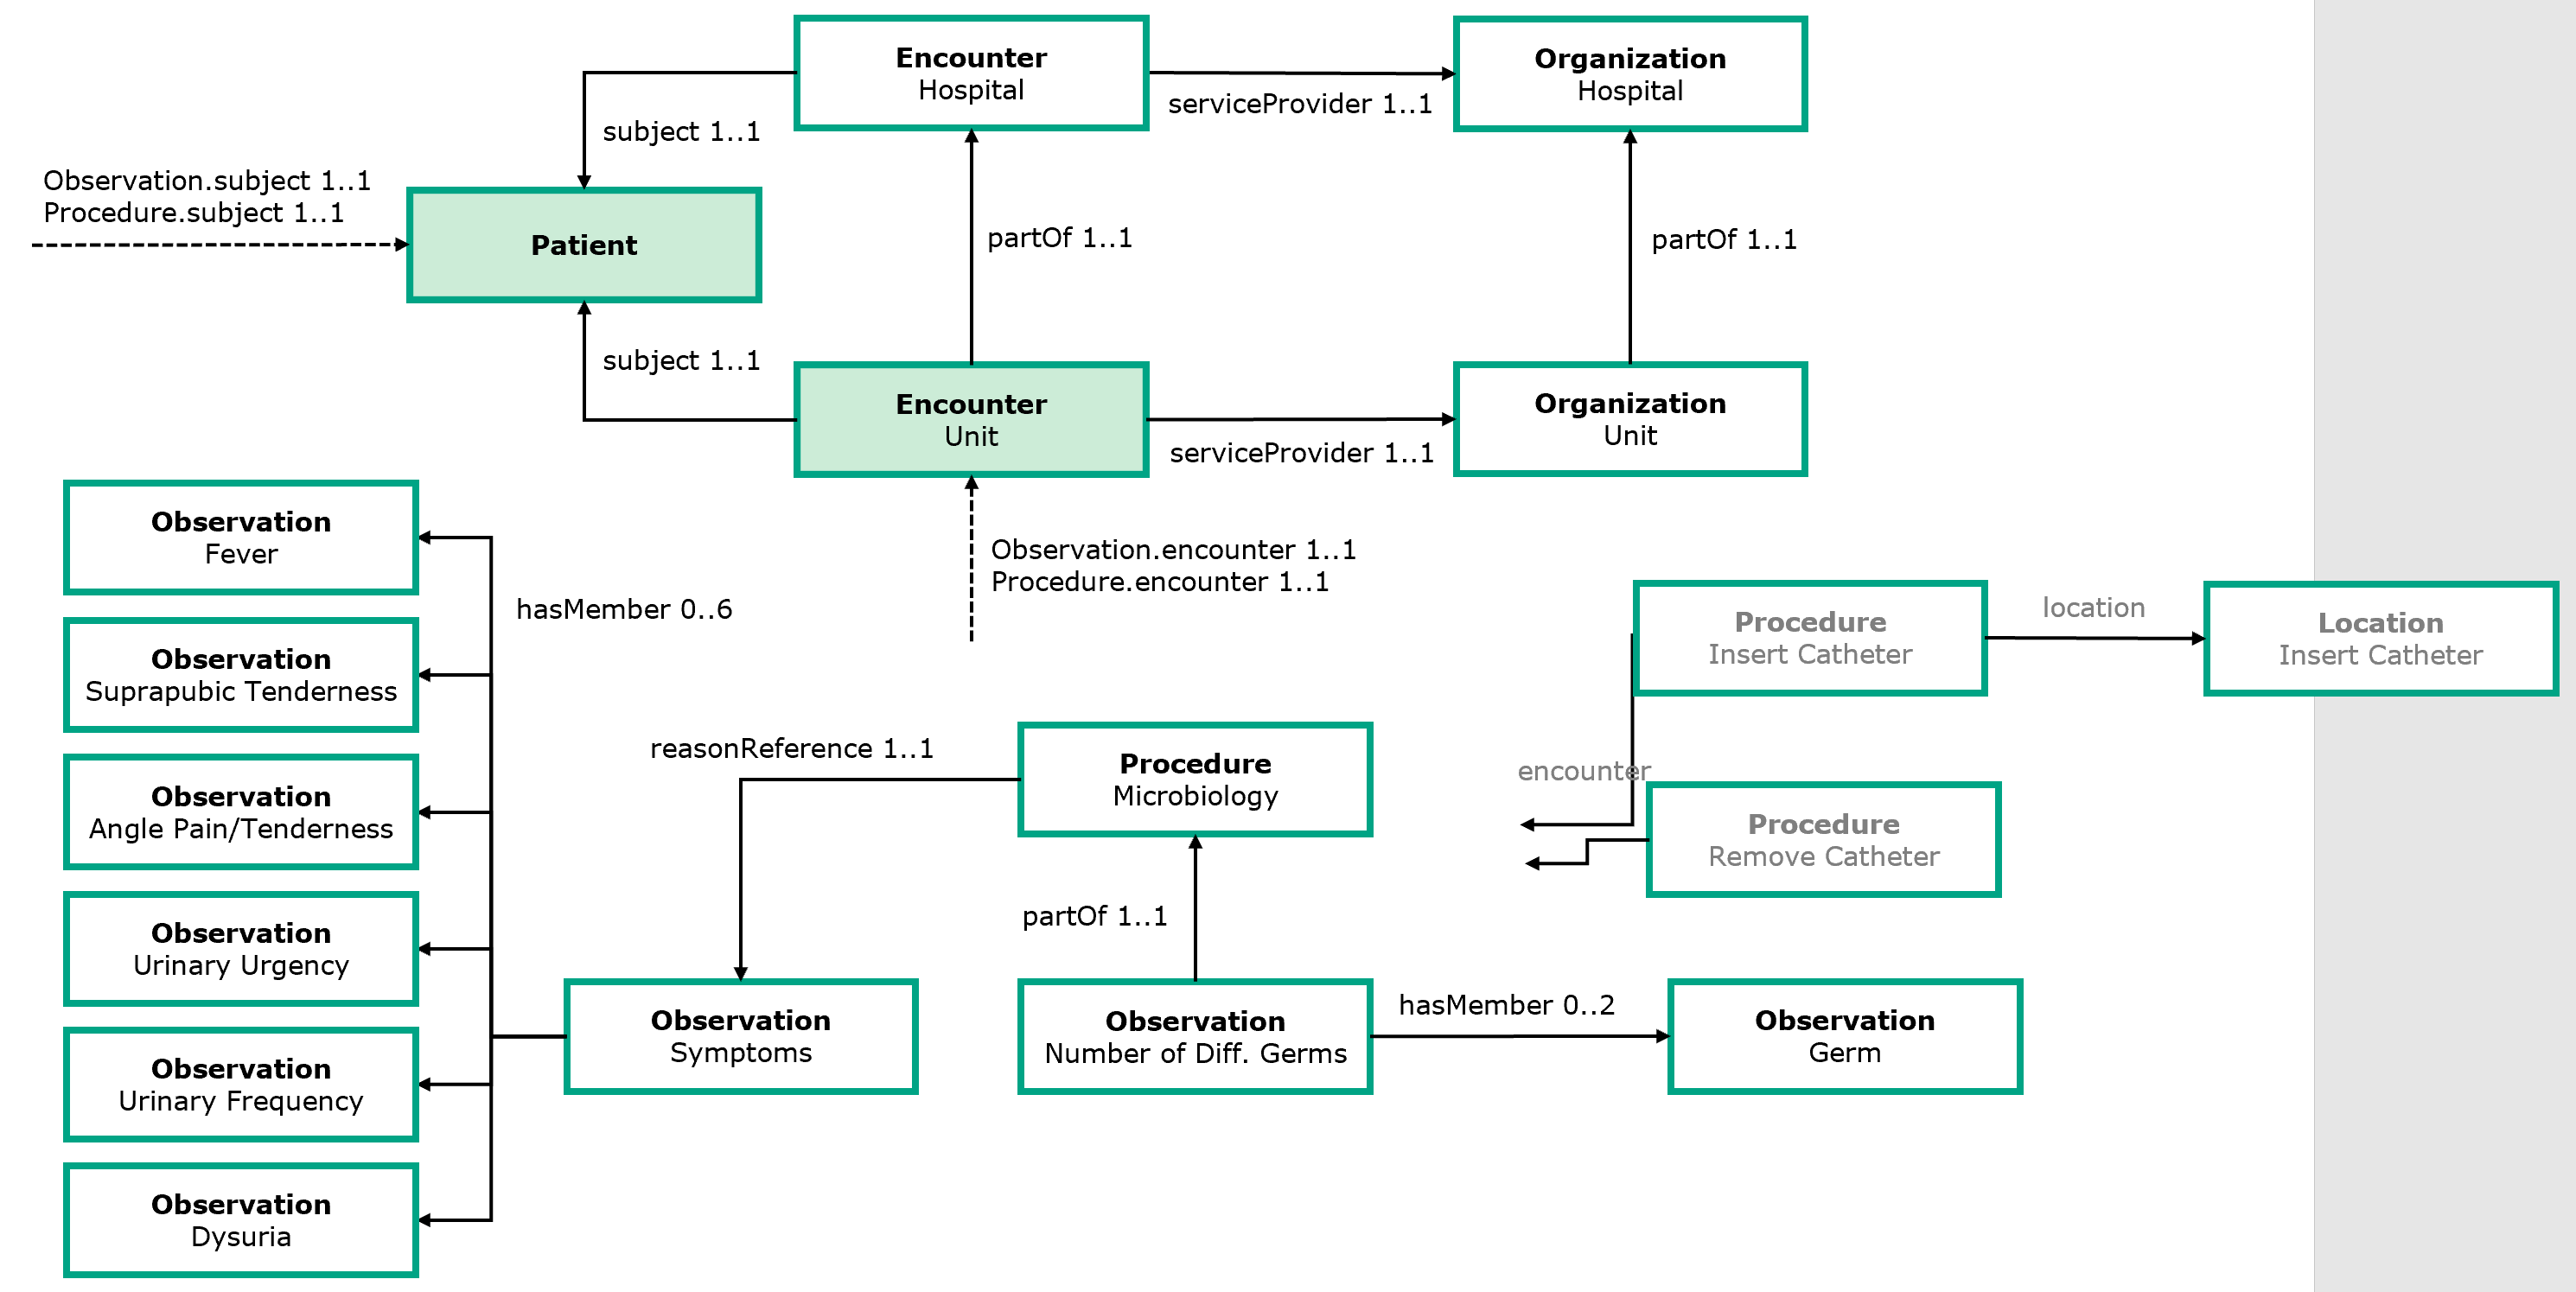 Encounter
Hospital
serviceProvider 1..1
Organization
Hospital
subject 1..1
Observation.subject 1..1
Procedure.subject 1..1
Patient
partOf 1..1
partOf 1..1
subject 1..1
Encounter
Unit
serviceProvider 1..1
Organization
Unit
Observation.encounter 1..1
Procedure.encounter 1..1
Observation
Fever
hasMember 0..6
Observation
Suprapubic Tenderness
Observation
Angle Pain/Tenderness
Observation
Urinary Urgency
Observation
Urinary Frequency
Observation
Dysuria
Procedure
Insert Catheter
location
Location
Insert Catheter
reasonReference 1..1
Procedure
Microbiology
encounter
Procedure
Remove Catheter
partOf 1..1
Observation
Symptoms
Observation
Number of Diff. Germs
hasMember 0..2
Observation
Germ